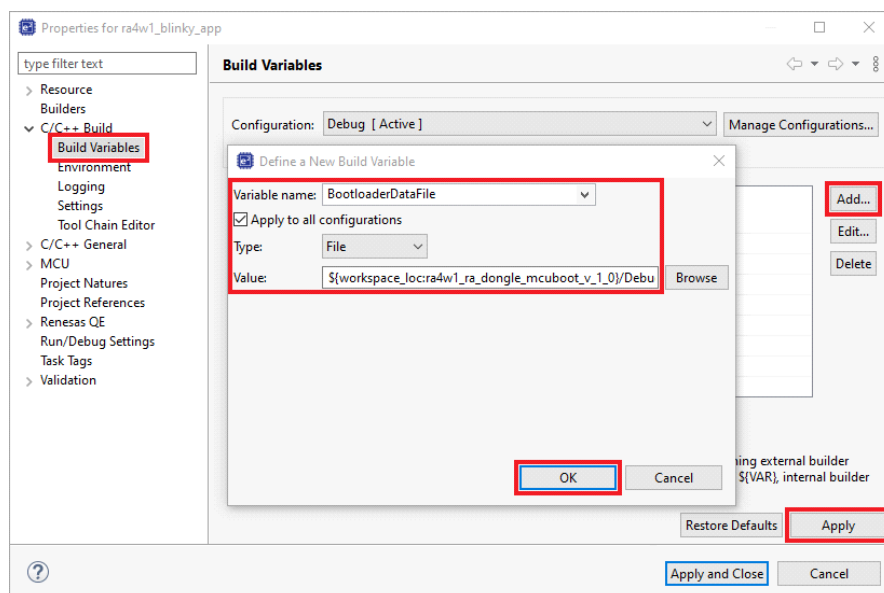 Properties for ra4w1_blinky_app
type filter text
Resource
Builders
C/C++ Build
Build Variables
Environment
Logging
Settings
Tool Chain Editor
C/C++ General
MCU
Project Natures
Project References
Renesas QE
Run/Debug Settings
Task Tags
Validation
Build Variables
Configuration: Debug [ Active ] Manage Configurations...
Define a New Build Variable
Variable name: BootloaderDataFile
Apply to all configurations
Type: File
Value: ${workspace_loc:ra4w1_ra_dongle_mcuboot_v_1_0}/Debu Browse
OK Cancel
Add...
Edit...
Delete
external builder
${VAR}, internal builder
Restore Defaults Apply
Apply and Close Cancel